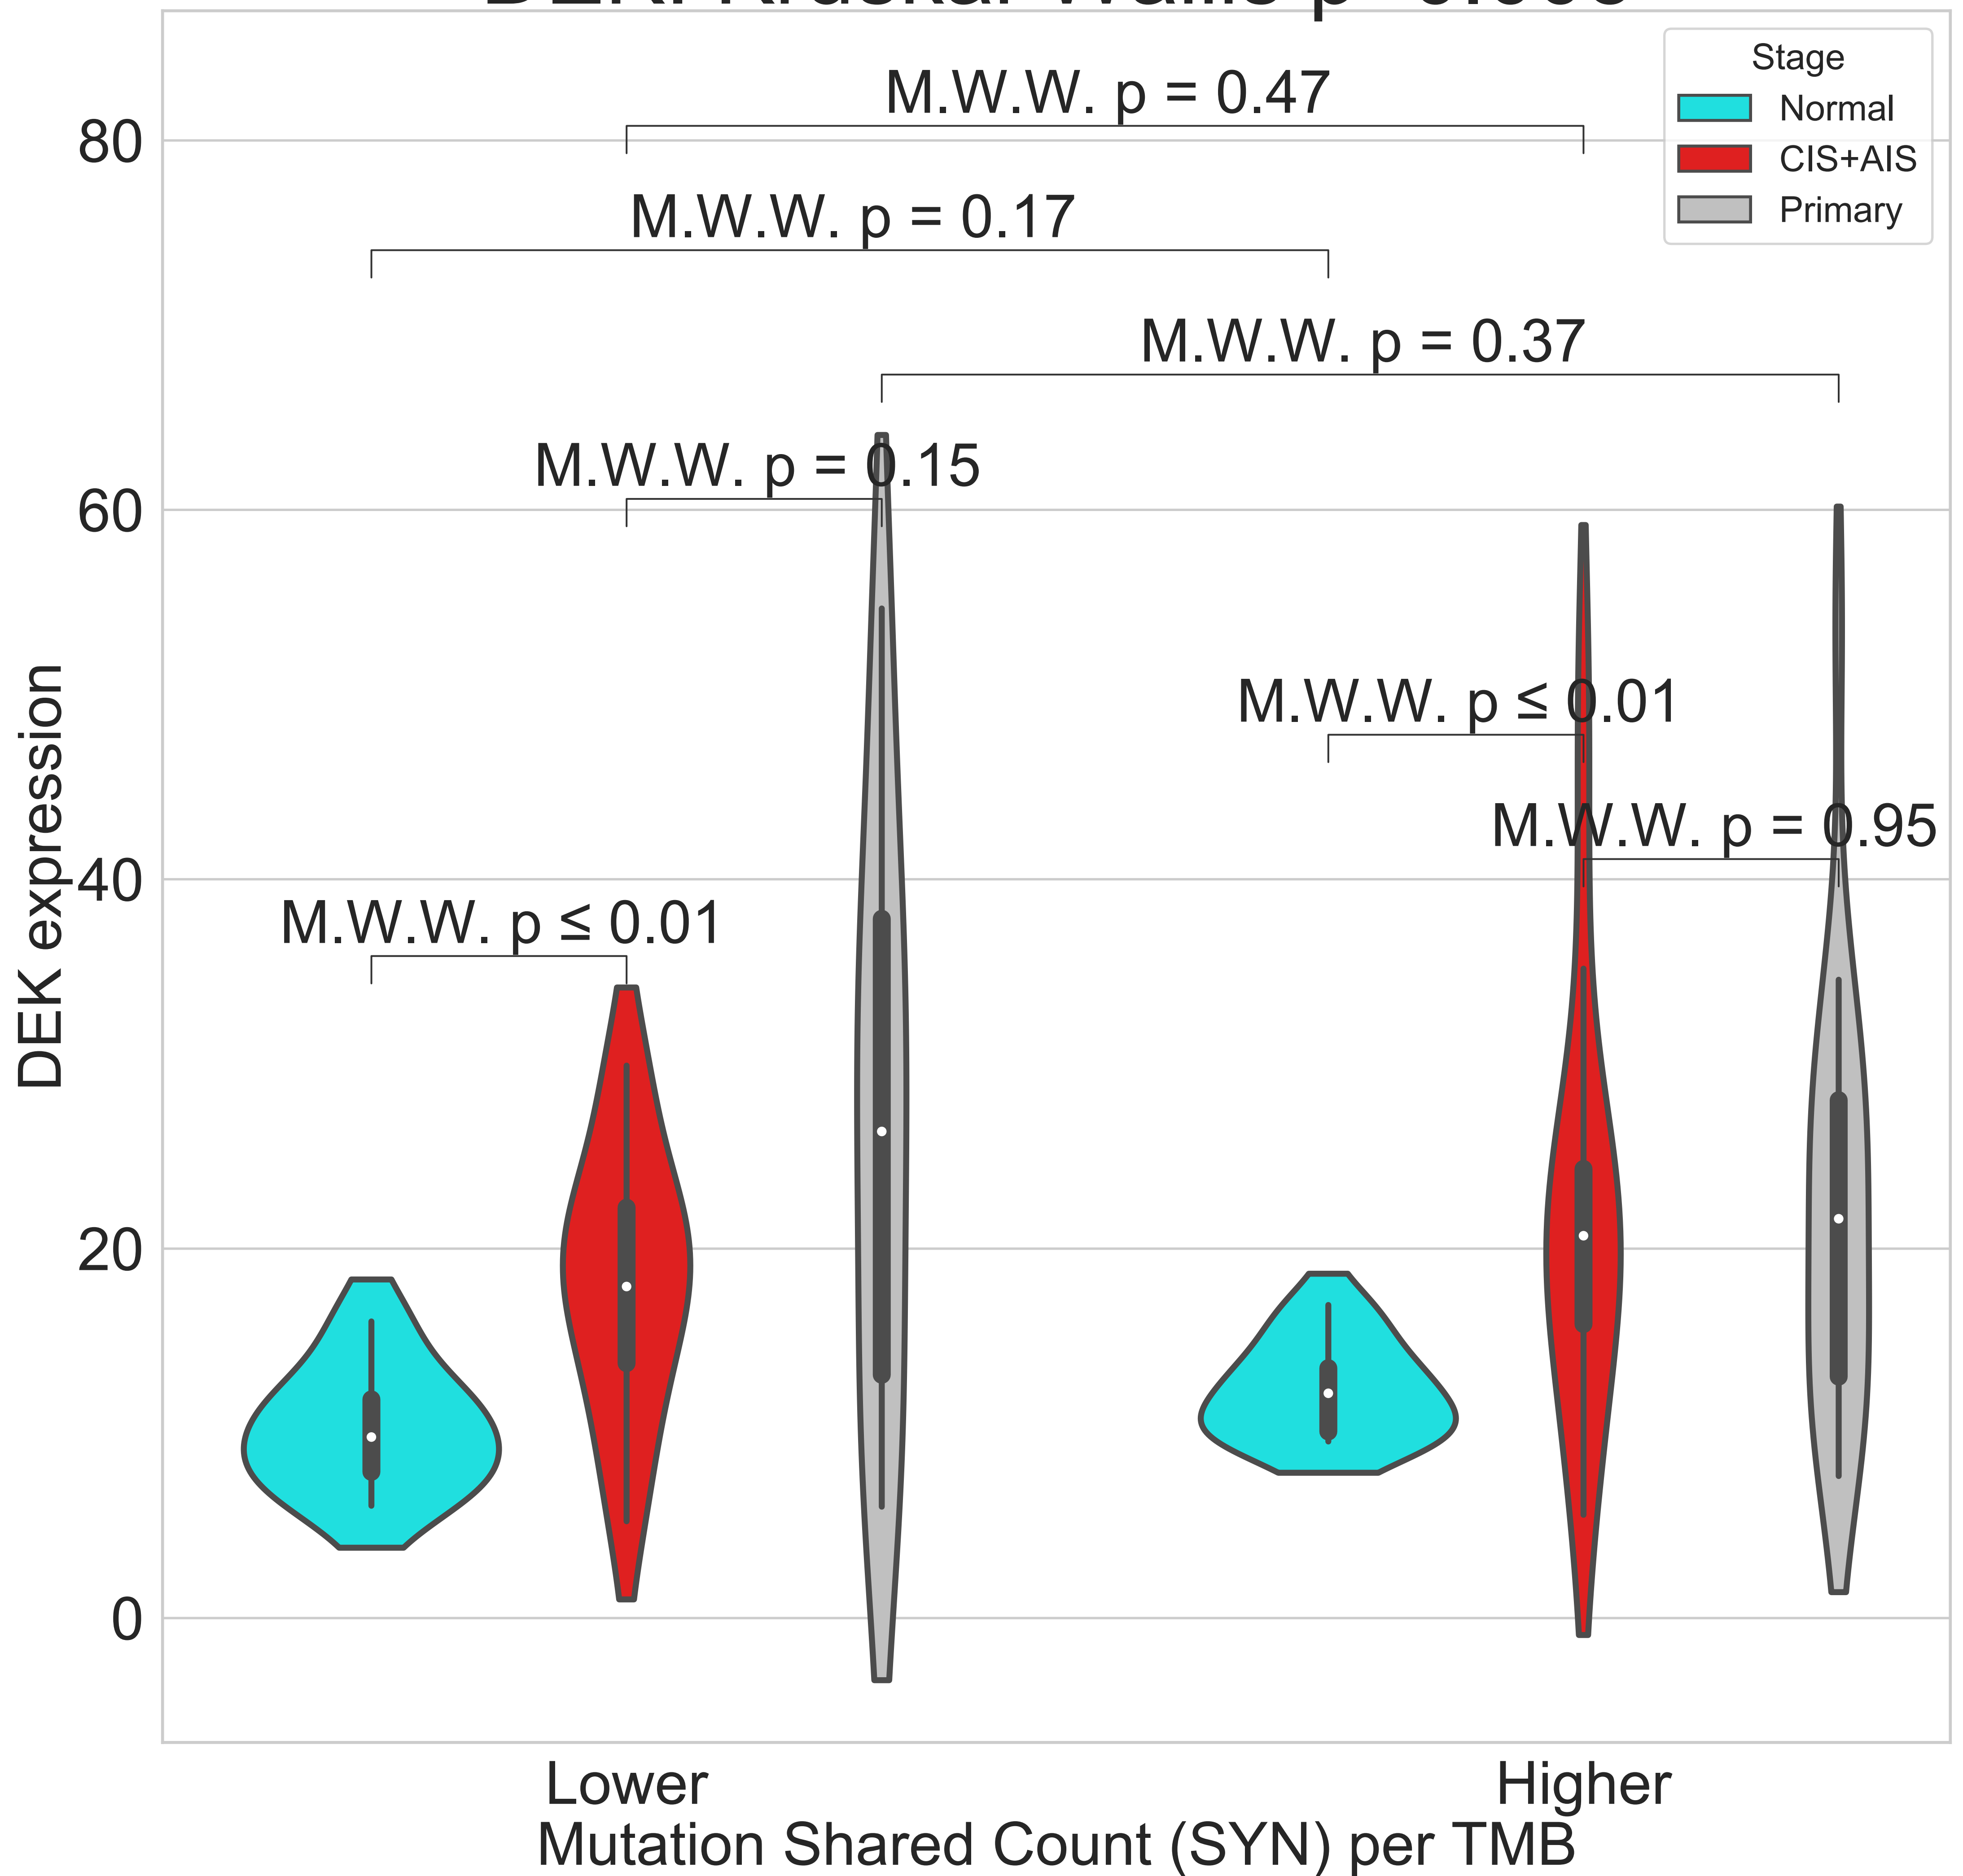 Stage
Normal
CIS+AIS
Primary
M.W.W. p = 0.47
M.W.W. p = 0.17
M.W.W. p = 0.37
M.W.W. p = 0.15
M.W.W. p ≤ 0.01
M.W.W. p = 0.95
M.W.W. p ≤ 0.01
80
60
40
20
0
DEK expression
Lower
Higher
Mutation Shared Count (SYN) per TMB